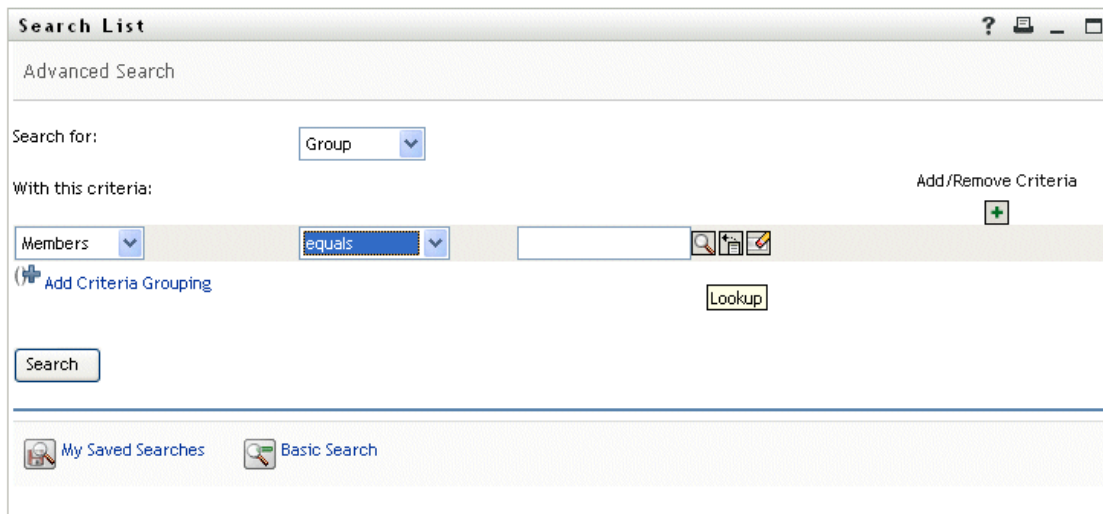 Search List ?
Advanced Search
Search for: Group
Add/Remove Criteria
With this criteria:
Members equals
Add Criteria Grouping
Lookup
Search
My Saved Searches Basic Search